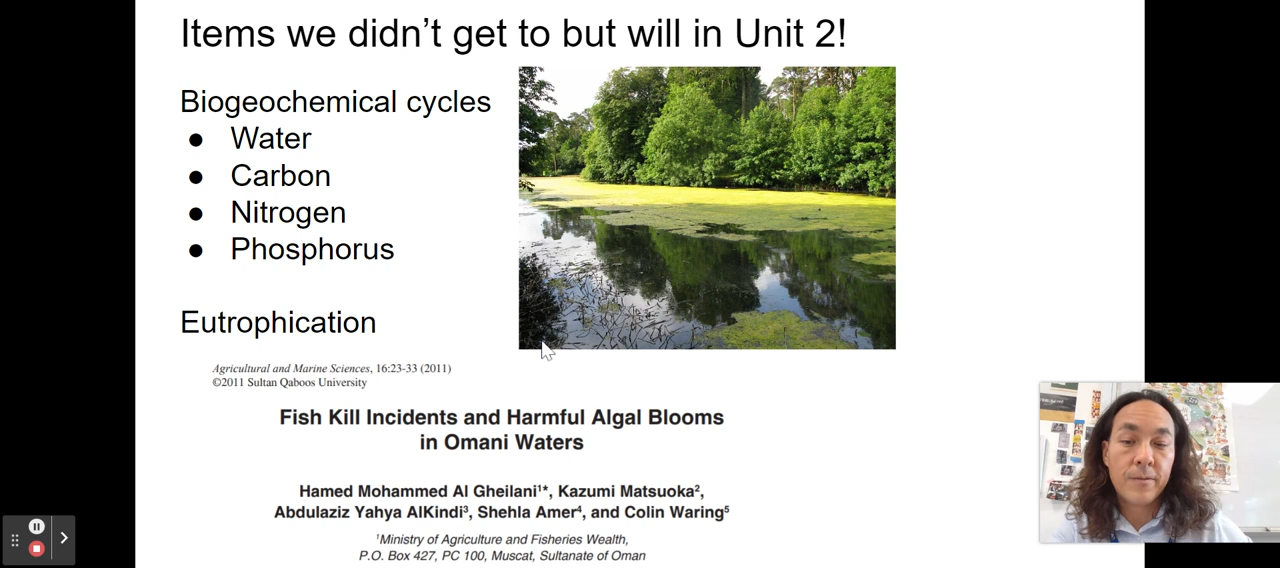 Items we didn't get to but will in Unit 2!
Biogeochemical cycles
● Water
● Carbon
● Nitrogen
● Phosphorus
Eutrophication
Agricultural and Marine Sciences, 16:23-33 (2011)
©2011 Sultan Qaboos University
Fish Kill Incidents and Harmful Algal Blooms
in Omani Waters
Hamed Mohammed Al Gheilani¹*, Kazumi Matsuoka²,
Abdulaziz Yahya AlKindi³, Shehla Amer⁴, and Colin Waring⁵
¹Ministry of Agriculture and Fisheries Wealth,
P.O. Box 427, PC 100, Muscat, Sultanate of Oman